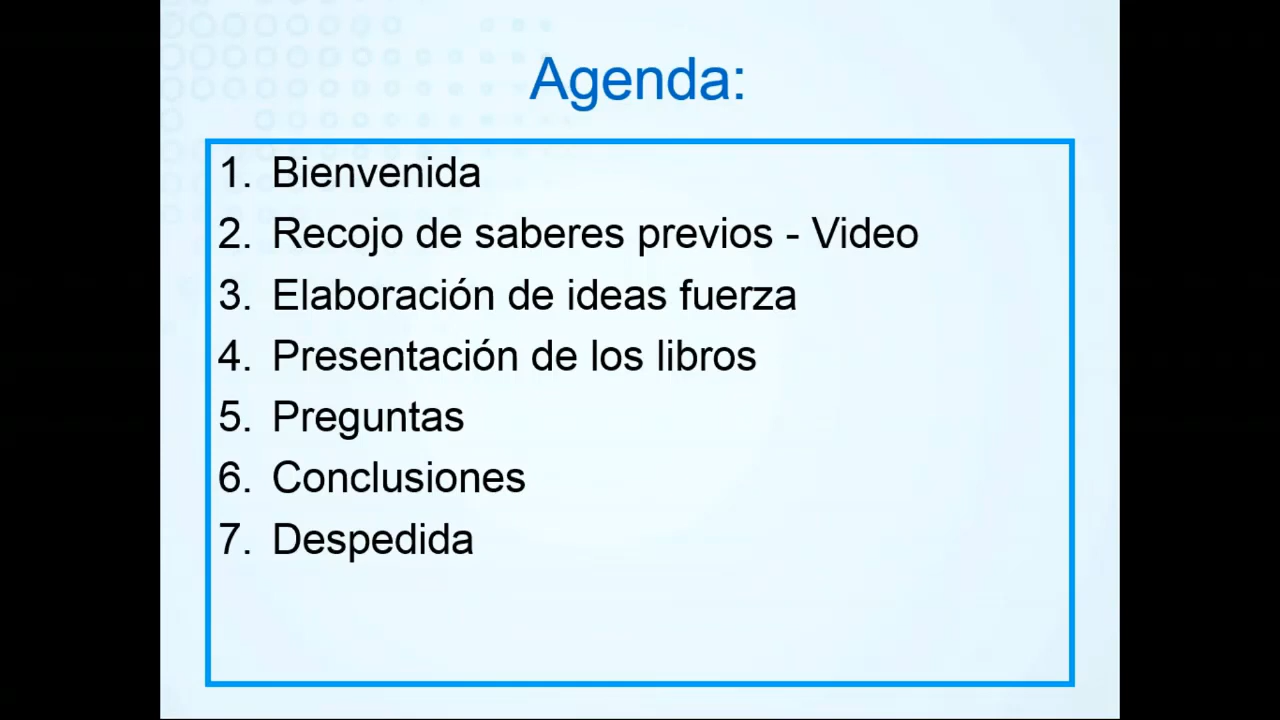 Agenda:
1. Bienvenida
2. Recojo de saberes previos - Video
3. Elaboración de ideas fuerza
4. Presentación de los libros
5. Preguntas
6. Conclusiones
7. Despedida